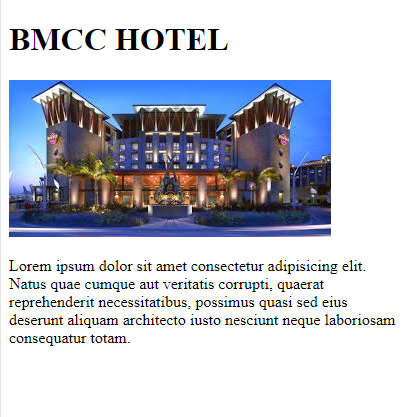 BMCC HOTEL
Lorem ipsum dolor sit amet consectetur adipisicing elit.
Natus quae cumque aut veritatis corrupti, quaerat
reprehenderit necessitatibus, possimus quasi sed eius
deserunt aliquam architecto iusto nesciunt neque laboriosam
consequatur totam.